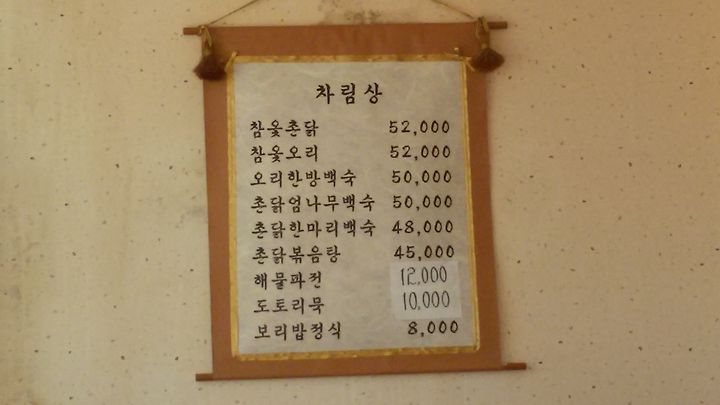 차림상
참옻촌닭 52,000
참옻오리 52,000
오리한방백숙 50,000
촌닭엄나무백숙 50,000
촌닭한마리백숙 48,000
촌닭볶음탕 45,000
해물파전 12,000
도토리묵 10,000
보리밥정식 8,000